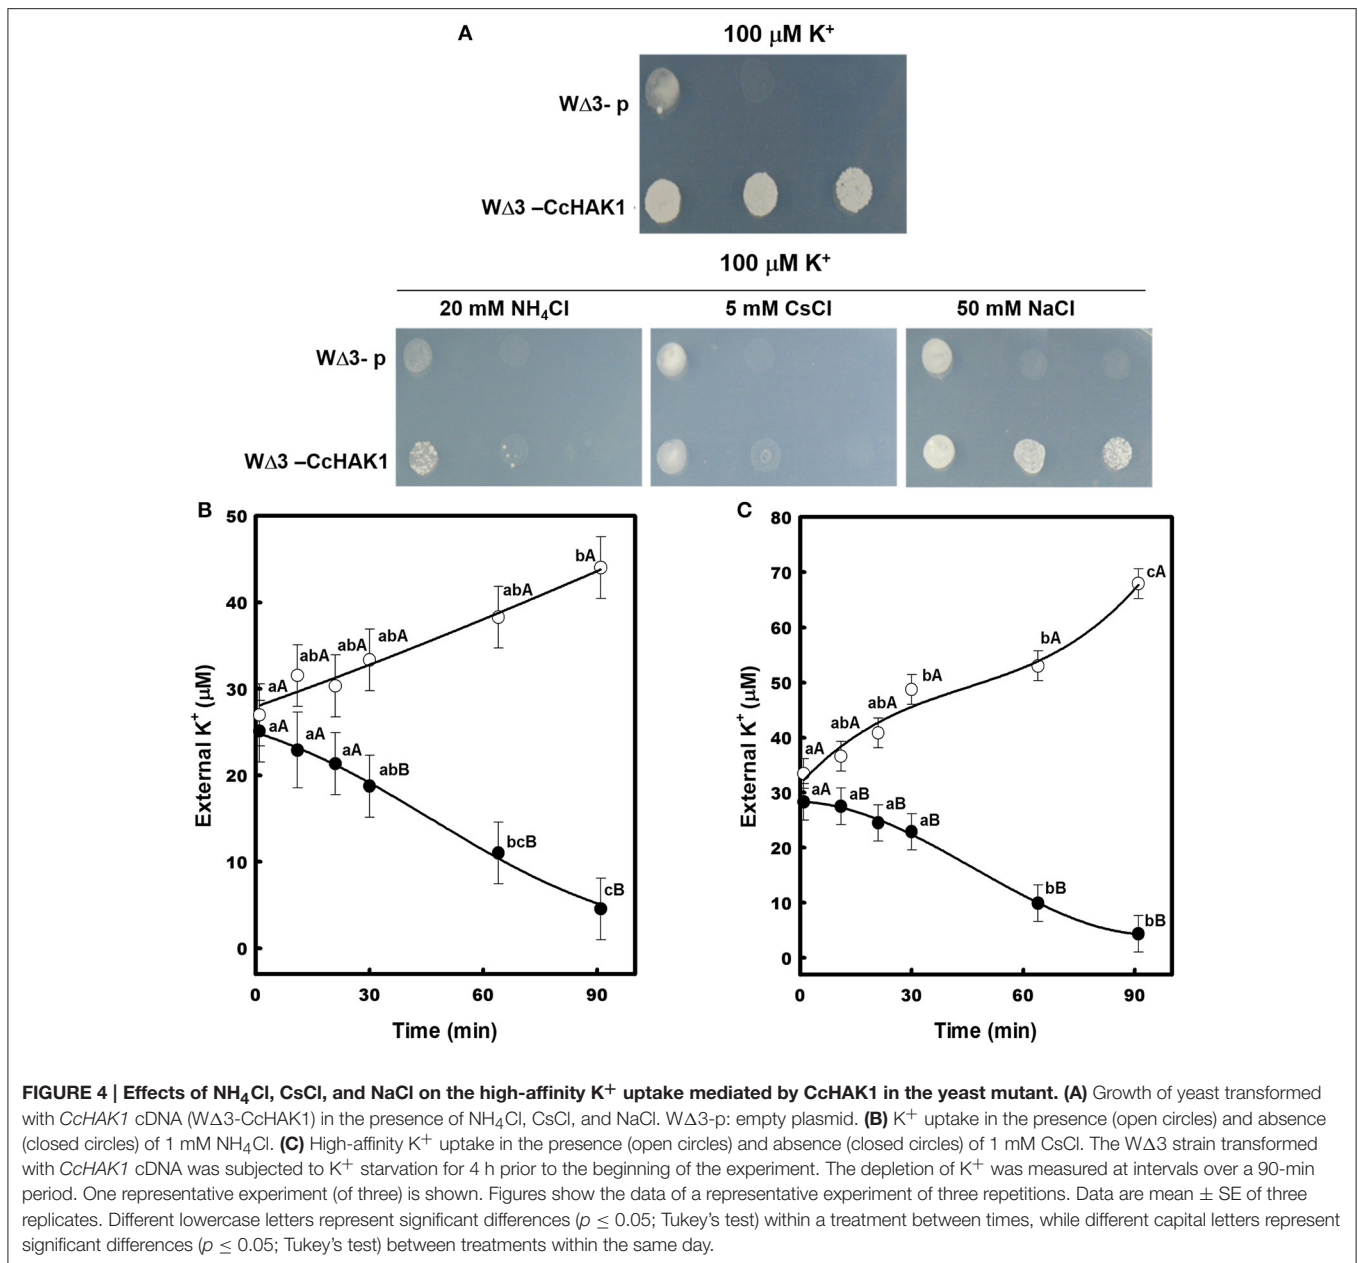 A
100 μM K⁺
WΔ3- p
WΔ3 –CcHAK1
100 μM K⁺
20 mM NH₄Cl 5 mM CsCl 50 mM NaCl
WΔ3- p
WΔ3 –CcHAK1
B
50
40
30
20
10
0
External K⁺ (μM)
aA
abA
abA
abA
abA
bA
aA
aA
aA
abB
bcB
cB
0 30 60 90
Time (min)
C
80
70
60
50
40
30
20
10
0
External K⁺ (μM)
aA
abA
abA
bA
bA
cA
aA
aB
aB
aB
bB
bB
0 30 60 90
Time (min)
FIGURE 4 | Effects of NH₄Cl, CsCl, and NaCl on the high-affinity K⁺ uptake mediated by CcHAK1 in the yeast mutant. (A) Growth of yeast transformed
with CcHAK1 cDNA (WΔ3-CcHAK1) in the presence of NH₄Cl, CsCl, and NaCl. WΔ3-p: empty plasmid. (B) K⁺ uptake in the presence (open circles) and absence
(closed circles) of 1 mM NH₄Cl. (C) High-affinity K⁺ uptake in the presence (open circles) and absence (closed circles) of 1 mM CsCl. The WΔ3 strain transformed
with CcHAK1 cDNA was subjected to K⁺ starvation for 4 h prior to the beginning of the experiment. The depletion of K⁺ was measured at intervals over a 90-min
period. One representative experiment (of three) is shown. Figures show the data of a representative experiment of three repetitions. Data are mean ± SE of three
replicates. Different lowercase letters represent significant differences (p ≤ 0.05; Tukey's test) within a treatment between times, while different capital letters represent
significant differences (p ≤ 0.05; Tukey's test) between treatments within the same day.